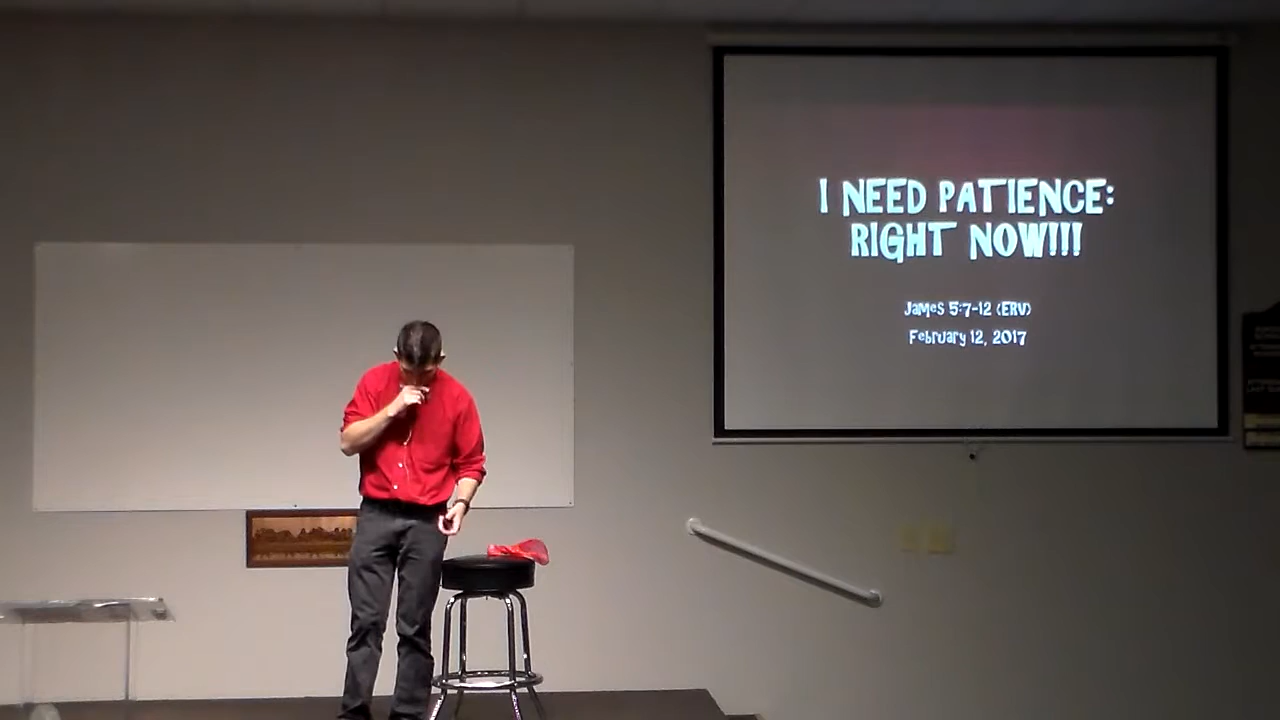 I NEED PATIENCE:
RIGHT NOW!!!
James 5:7-12 (ERV)
February 12, 2017